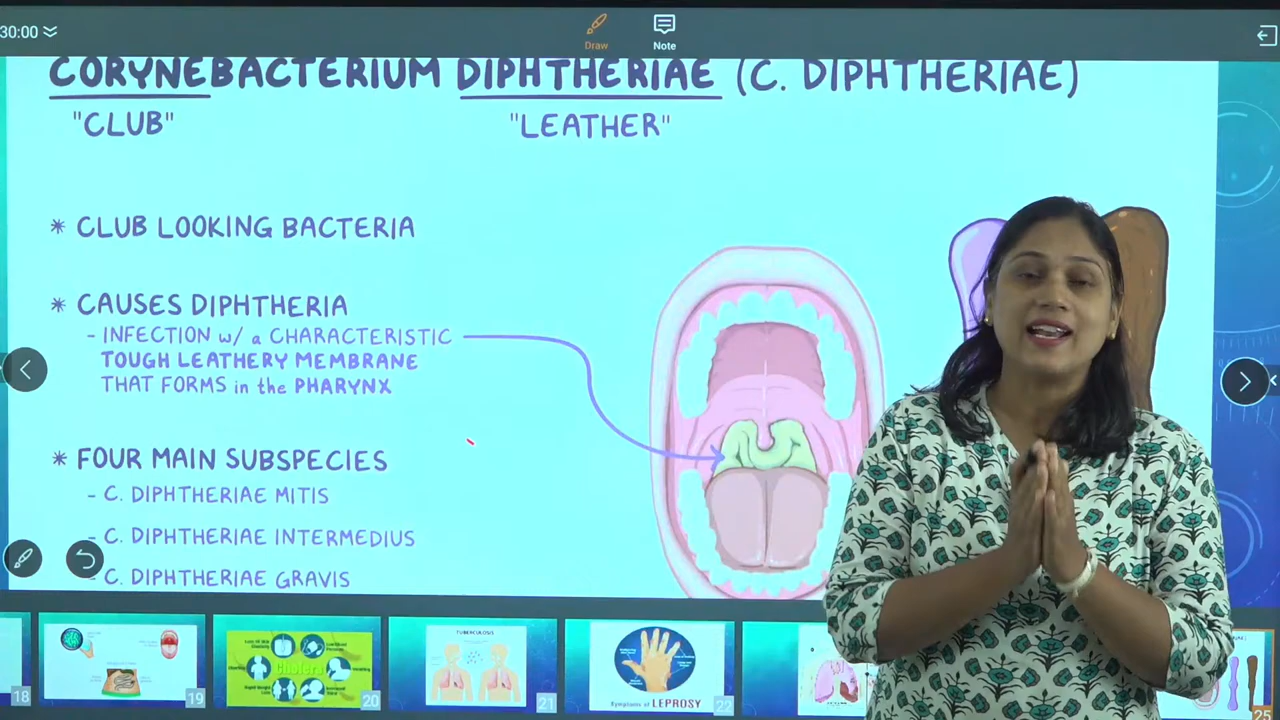 30:00
Draw
Note
CORYNEBACTERIUM DIPHTHERIAE (C. DIPHTHERIAE)
"CLUB" "LEATHER"
* CLUB LOOKING BACTERIA
* CAUSES DIPHTHERIA
- INFECTION w/ a CHARACTERISTIC
TOUGH LEATHERY MEMBRANE
THAT FORMS in the PHARYNX
* FOUR MAIN SUBSPECIES
- C. DIPHTHERIAE MITIS
- C. DIPHTHERIAE INTERMEDIUS
- C. DIPHTHERIAE GRAVIS
18
19
Cholera
Vomiting
20
TUBERCULOSIS
21
Symptoms of LEPROSY
22
25